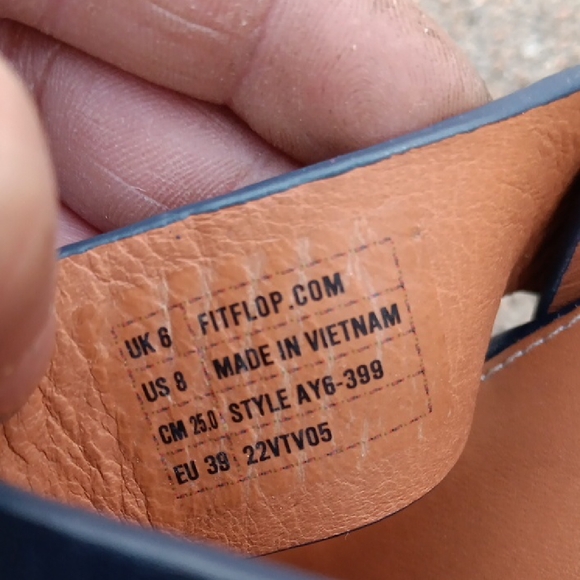 UK 6 FITFLOP.COM
US 8 MADE IN VIETNAM
CM 25.0 STYLE AY6-399
EU 39 22VTV05